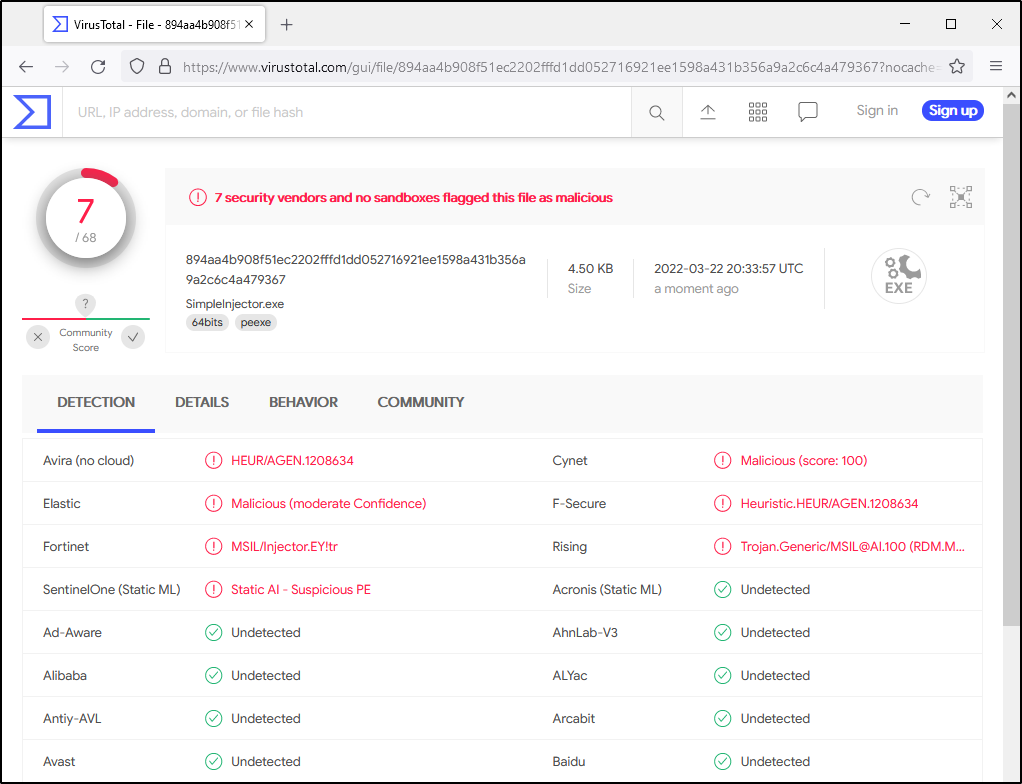 VirusTotal - File - 894aa4b908f51
https://www.virustotal.com/gui/file/894aa4b908f51ec2202fffd1dd052716921ee1598a431b356a9a2c6c4a479367?nocache=
URL, IP address, domain, or file hash
Sign in
Sign up
7
/ 68
?
Community
Score
7 security vendors and no sandboxes flagged this file as malicious
894aa4b908f51ec2202fffd1dd052716921ee1598a431b356a
9a2c6c4a479367
SimpleInjector.exe
64bits peexe
4.50 KB
Size
2022-03-22 20:33:57 UTC
a moment ago
EXE
DETECTION DETAILS BEHAVIOR COMMUNITY
Avira (no cloud) HEUR/AGEN.1208634 Cynet Malicious (score: 100)
Elastic Malicious (moderate Confidence) F-Secure Heuristic.HEUR/AGEN.1208634
Fortinet MSIL/Injector.EY!tr Rising Trojan.Generic/MSIL@AI.100 (RDM.M...
SentinelOne (Static ML) Static AI - Suspicious PE Acronis (Static ML) Undetected
Ad-Aware Undetected AhnLab-V3 Undetected
Alibaba Undetected ALYac Undetected
Antiy-AVL Undetected Arcabit Undetected
Avast Undetected Baidu Undetected